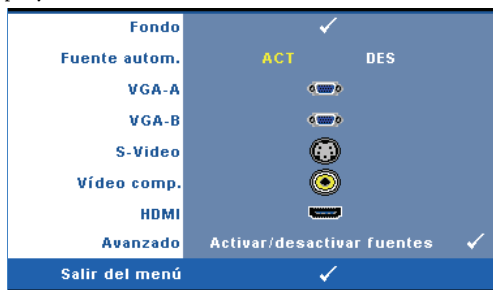 Fondo
Fuente autom. ACT DES
VGA-A
VGA-B
S-Video
Vídeo comp.
HDMI
Avanzado Activar/desactivar fuentes
Salir del menú